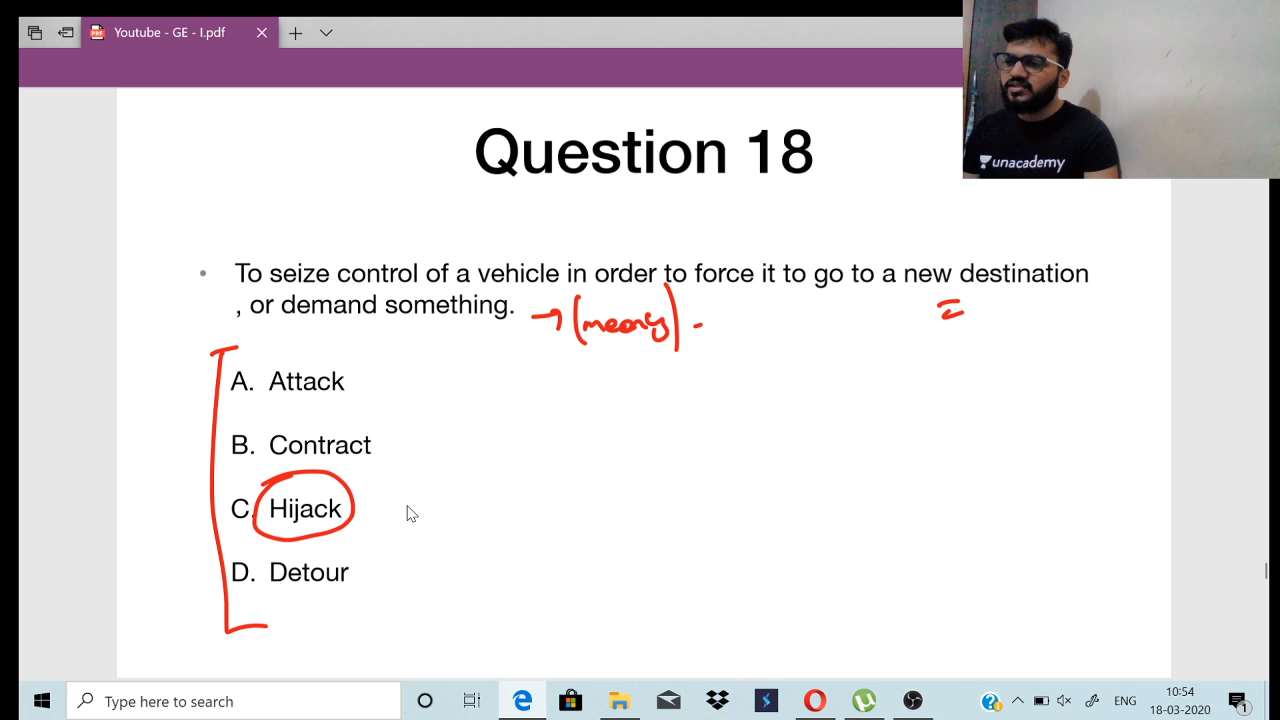 Youtube - GE - I.pdf
unacademy
Question 18
• To seize control of a vehicle in order to force it to go to a new destination
, or demand something.
A. Attack
B. Contract
C. Hijack
D. Detour
Type here to search
ENG
10:54
18-03-2020
1